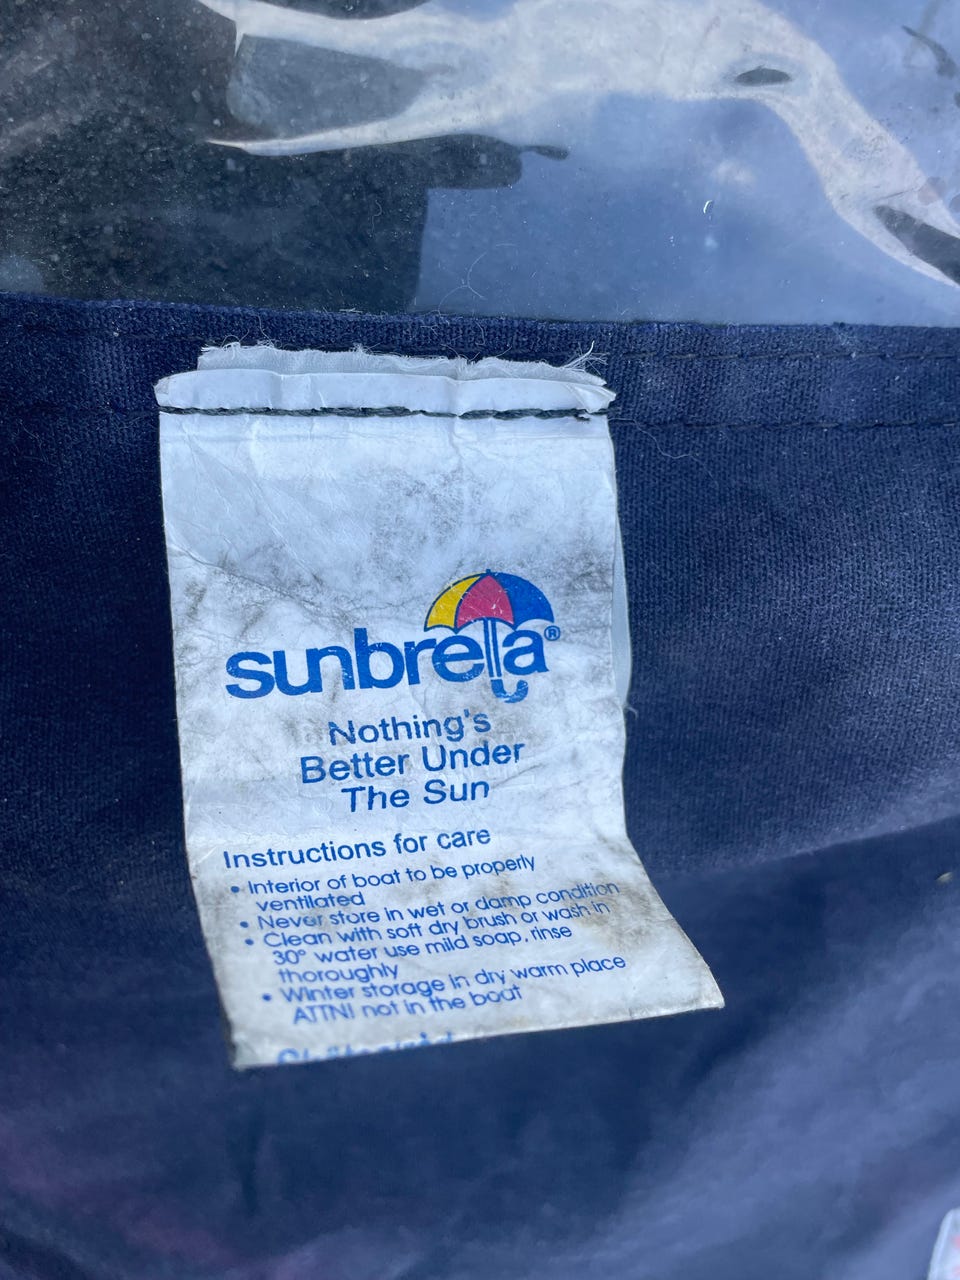 sunbrella®
Nothing's
Better Under
The Sun
Instructions for care
• Interior of boat to be properly
ventilated
• Never store in wet or damp condition
• Clean with soft dry brush or wash in
30° water use mild soap, rinse
thoroughly
• Winter storage in dry warm place
ATTN! not in the boat